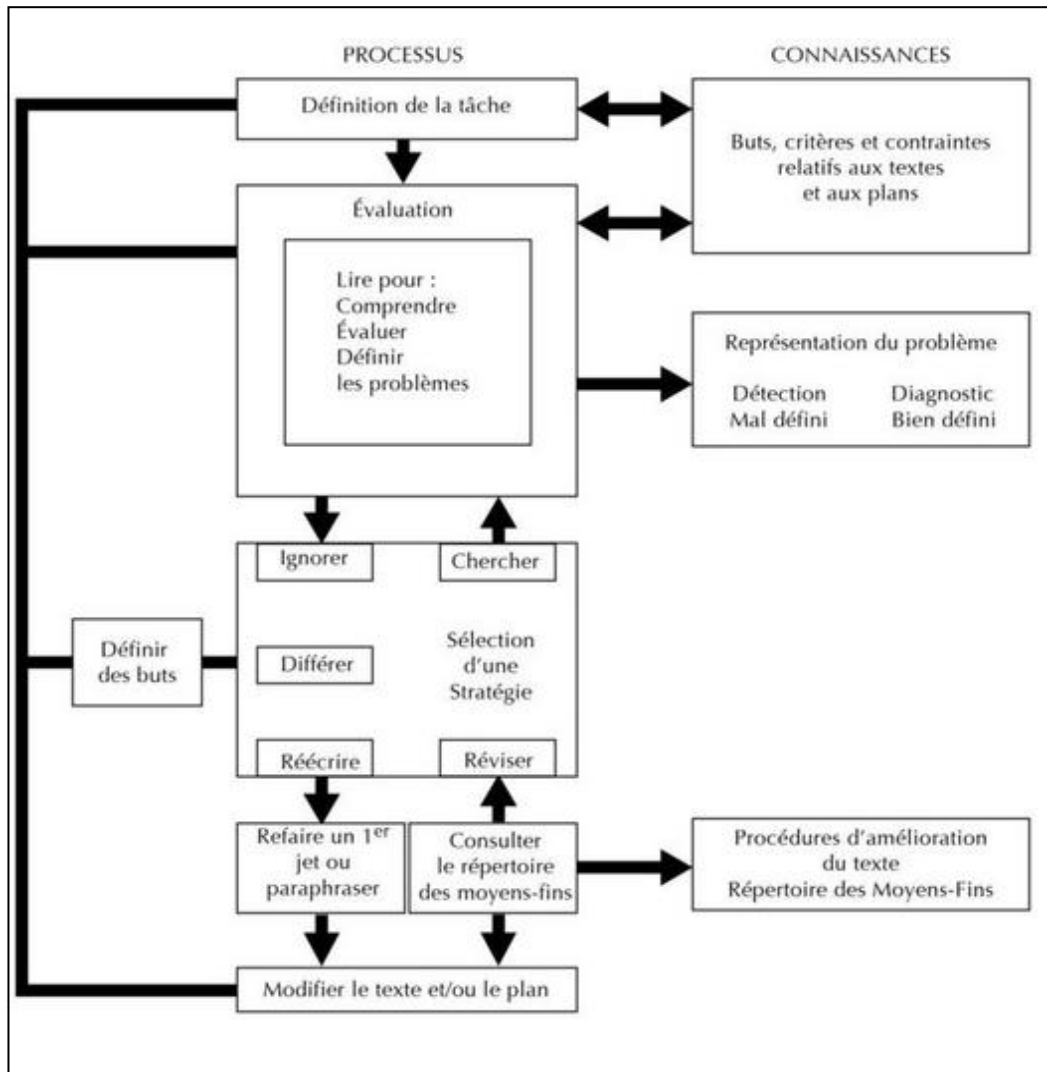 PROCESSUS
CONNAISSANCES
Définition de la tâche
Buts, critères et contraintes
relatifs aux textes
et aux plans
Évaluation
Lire pour :
Comprendre
Évaluer
Définir
les problèmes
Représentation du problème
Détection Diagnostic
Mal défini Bien défini
Ignorer
Chercher
Définir
des buts
Différer
Sélection
d'une
Stratégie
Réécrire
Réviser
Refaire un 1er
jet ou
paraphraser
Consulter
le répertoire
des moyens-fins
Procédures d'amélioration
du texte
Répertoire des Moyens-Fins
Modifier le texte et/ou le plan